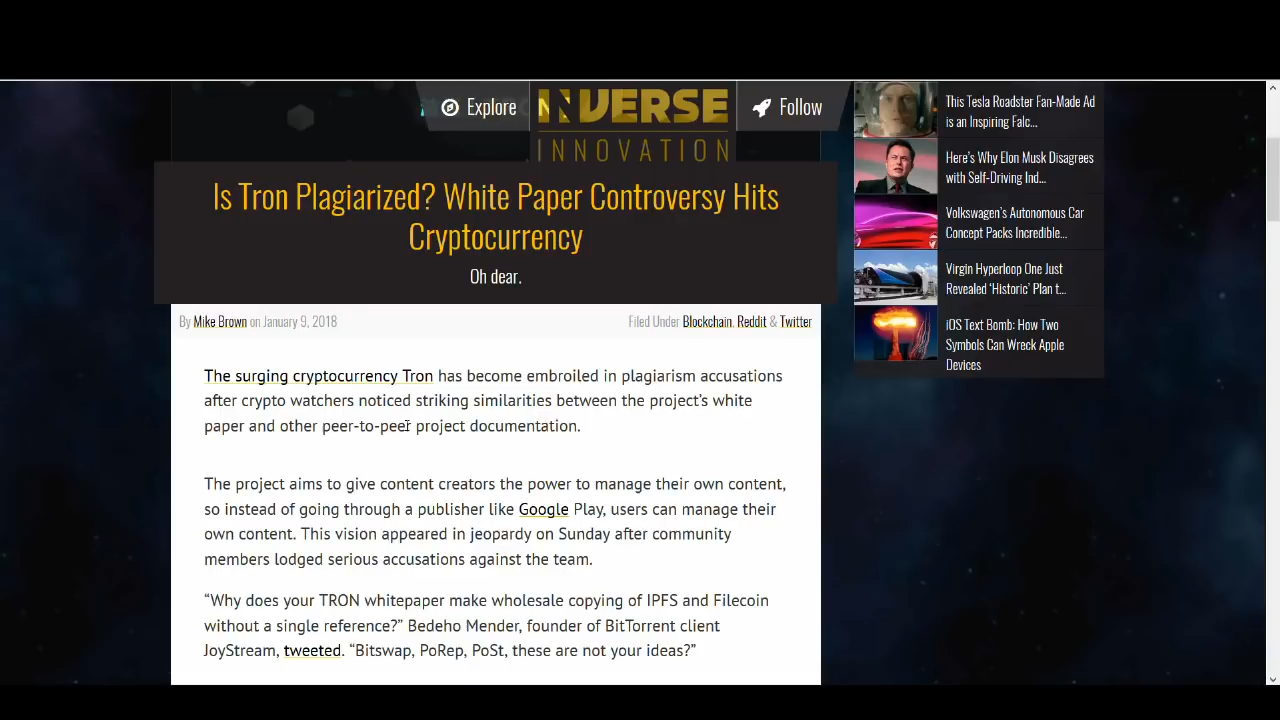 Explore
INVERSE
Follow
INNOVATION
Is Tron Plagiarized? White Paper Controversy Hits
Cryptocurrency
Oh dear.
By Mike Brown on January 9, 2018
Filed Under Blockchain, Reddit & Twitter
The surging cryptocurrency Tron has become embroiled in plagiarism accusations
after crypto watchers noticed striking similarities between the project's white
paper and other peer-to-peer project documentation.
The project aims to give content creators the power to manage their own content,
so instead of going through a publisher like Google Play, users can manage their
own content. This vision appeared in jeopardy on Sunday after community
members lodged serious accusations against the team.
“Why does your TRON whitepaper make wholesale copying of IPFS and Filecoin
without a single reference?” Bedeho Mender, founder of BitTorrent client
JoyStream, tweeted. “Bitswap, PoRep, PoSt, these are not your ideas?”
This Tesla Roadster Fan-Made Ad
is an Inspiring Falc...
Here's Why Elon Musk Disagrees
with Self-Driving Ind...
Volkswagen's Autonomous Car
Concept Packs Incredible...
Virgin Hyperloop One Just
Revealed ‘Historic’ Plan t...
iOS Text Bomb: How Two
Symbols Can Wreck Apple
Devices